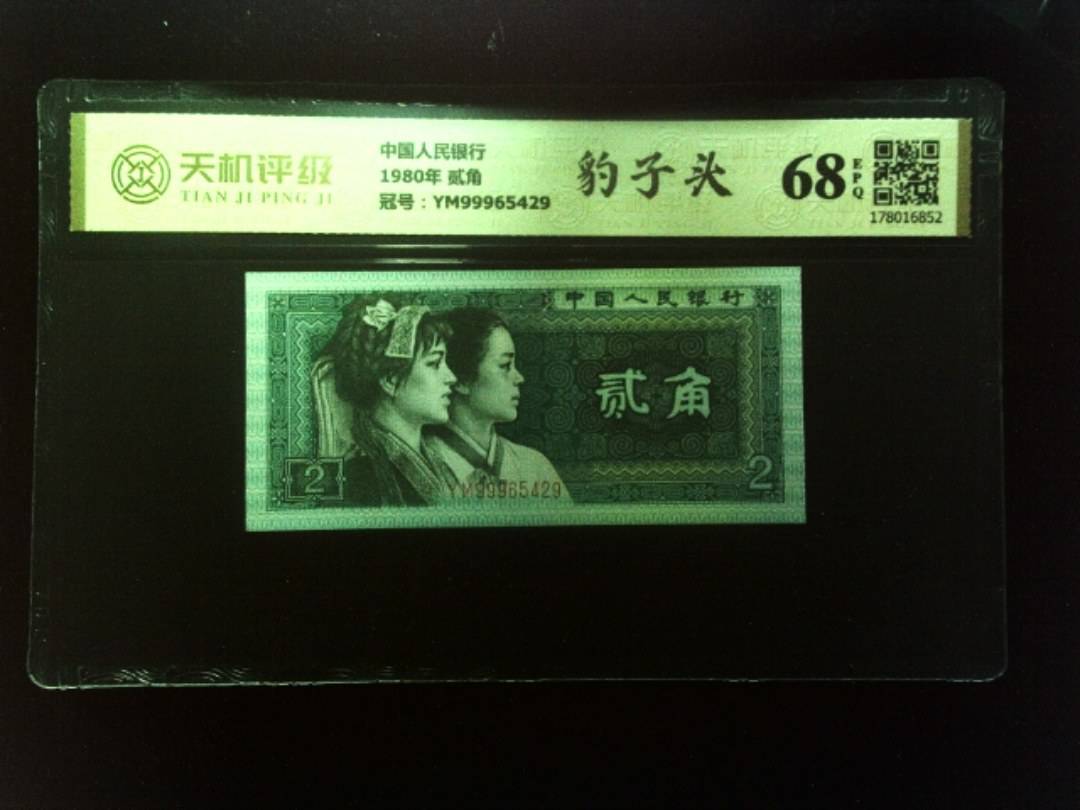 天机评级
TIAN JI PING JI
中国人民银行
1980年 贰角
冠号：YM99965429
豹子头
68
EPQ
178016852
中国人民银行
贰角
2
2
YM99965429